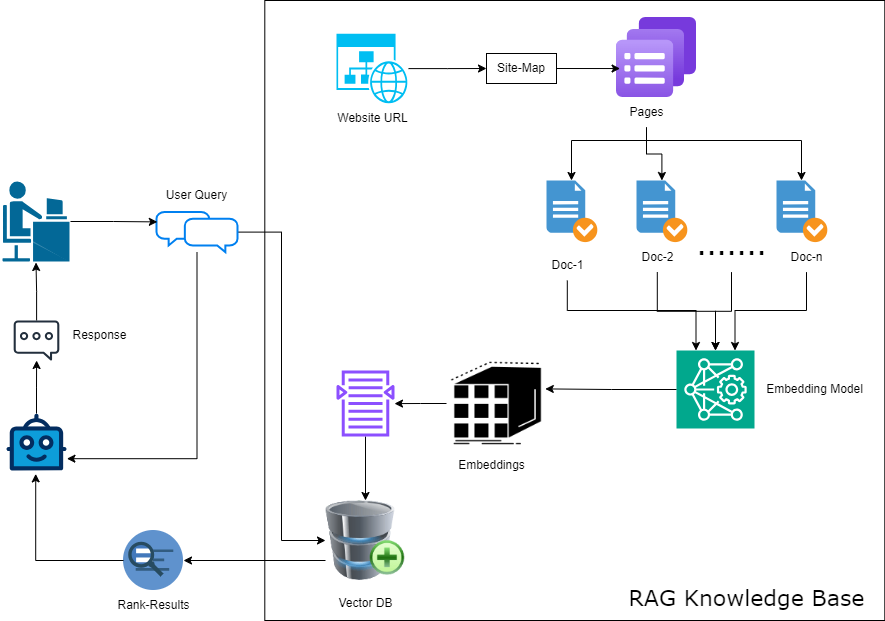 Site-Map
Website URL
Pages
User Query
Doc-1
Doc-2
Doc-n
Response
Embedding Model
Embeddings
Vector DB
Rank-Results
RAG Knowledge Base